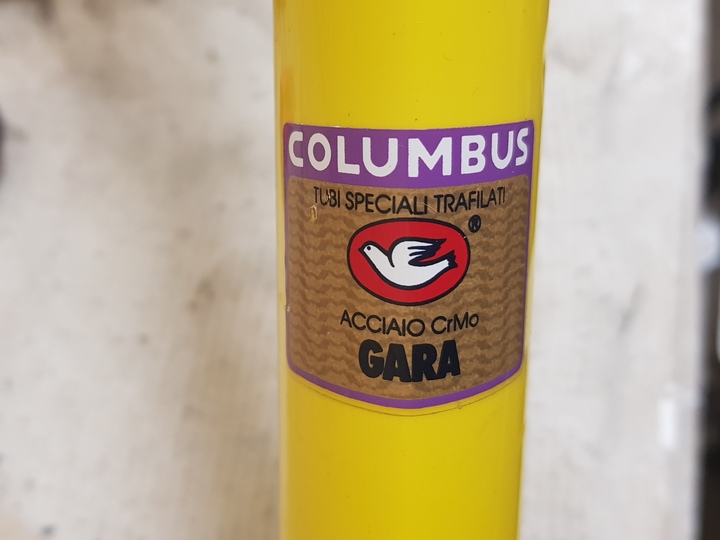 COLUMBUS
TUBI SPECIALI TRAFILATI
®
ACCIAIO CrMo
GARA